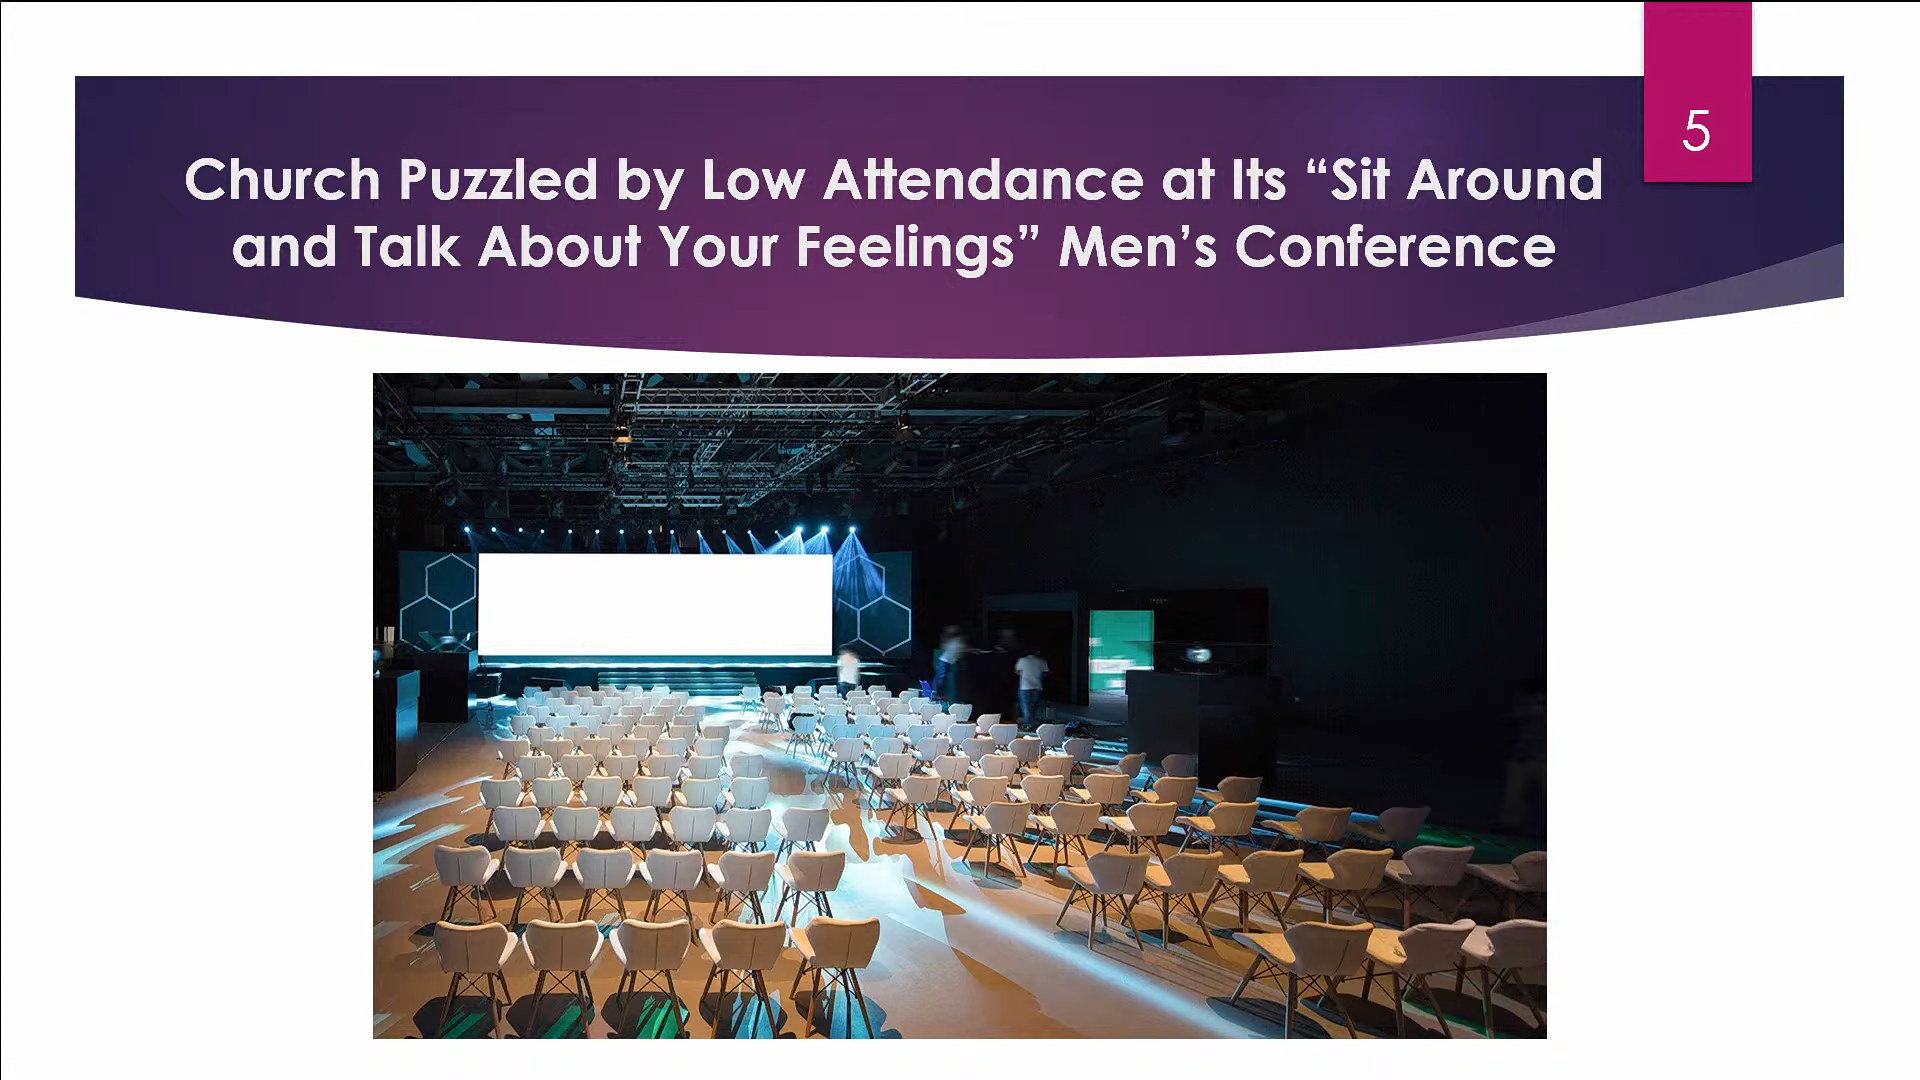 5
Church Puzzled by Low Attendance at Its “Sit Around
and Talk About Your Feelings” Men’s Conference